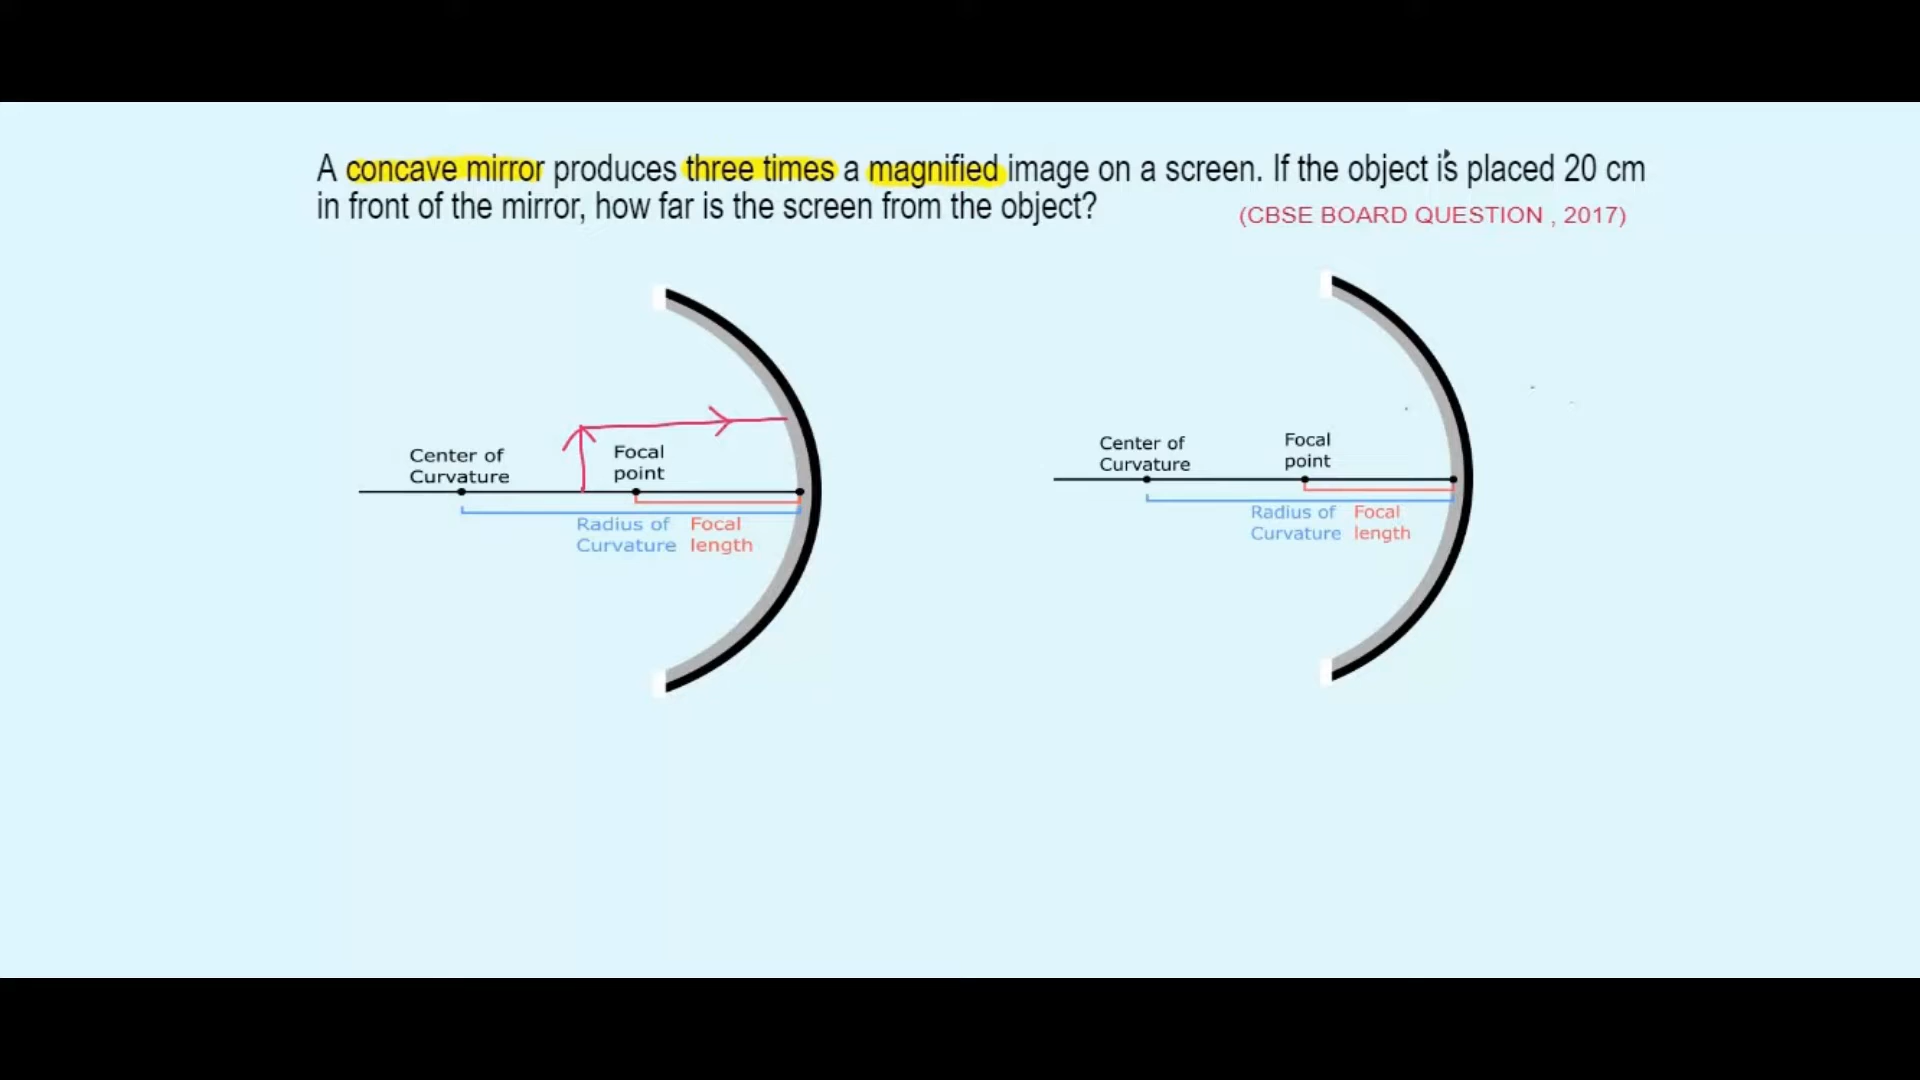 A concave mirror produces three times a magnified image on a screen. If the object is placed 20 cm
in front of the mirror, how far is the screen from the object?
(CBSE BOARD QUESTION , 2017)
Center of
Curvature
Focal
point
Radius of
Curvature
Focal
length
Center of
Curvature
Focal
point
Radius of
Curvature
Focal
length